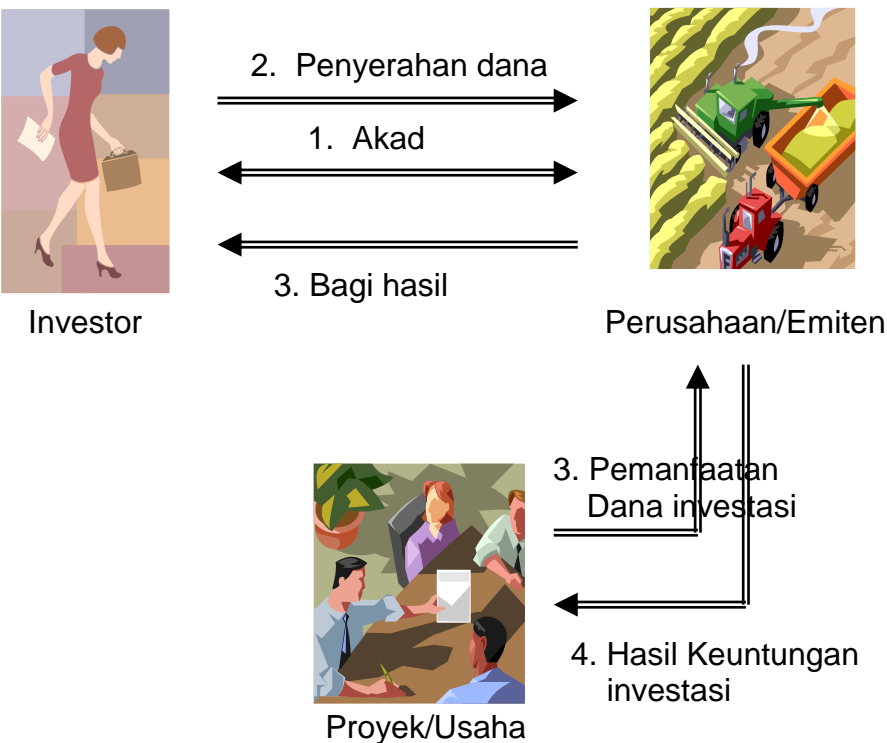 2. Penyerahan dana
1. Akad
3. Bagi hasil
Investor
Perusahaan/Emiten
3. Pemanfaatan
Dana investasi
4. Hasil Keuntungan
investasi
Proyek/Usaha